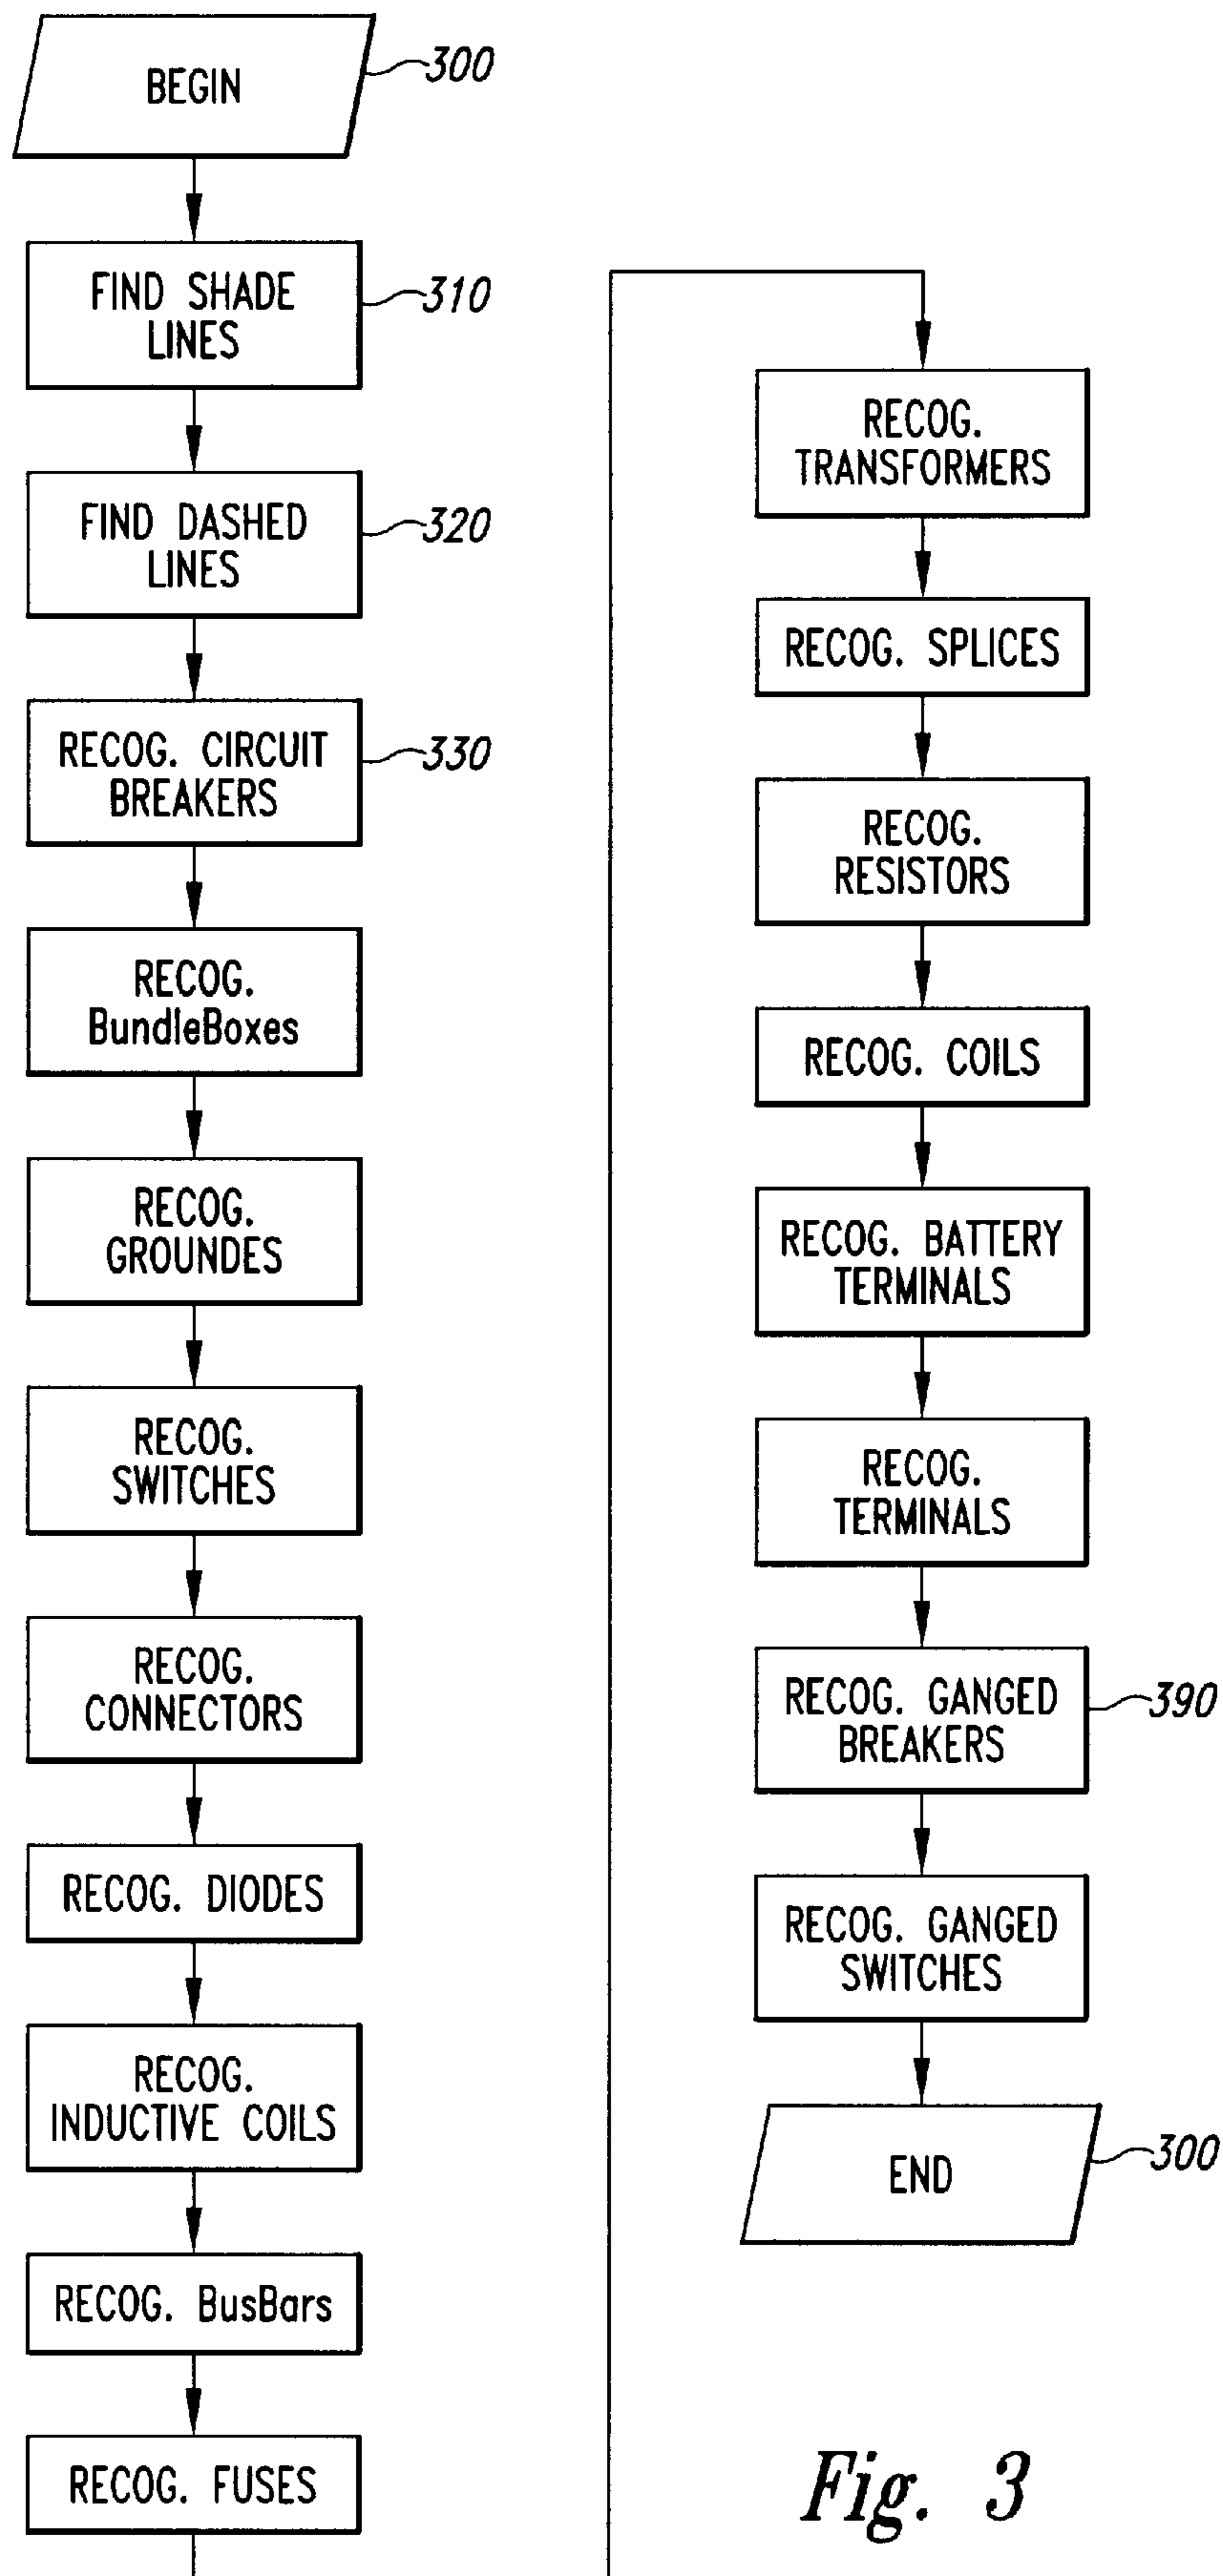 BEGIN
300
FIND SHADE
LINES
310
FIND DASHED
LINES
320
RECOG. CIRCUIT
BREAKERS
330
RECOG.
BundleBoxes
RECOG.
GROUNDES
RECOG.
SWITCHES
RECOG.
CONNECTORS
RECOG. DIODES
RECOG.
INDUCTIVE COILS
RECOG. BusBars
RECOG. FUSES
RECOG.
TRANSFORMERS
RECOG. SPLICES
RECOG.
RESISTORS
RECOG. COILS
RECOG. BATTERY
TERMINALS
RECOG.
TERMINALS
RECOG. GANGED
BREAKERS
390
RECOG. GANGED
SWITCHES
END
300
Fig. 3